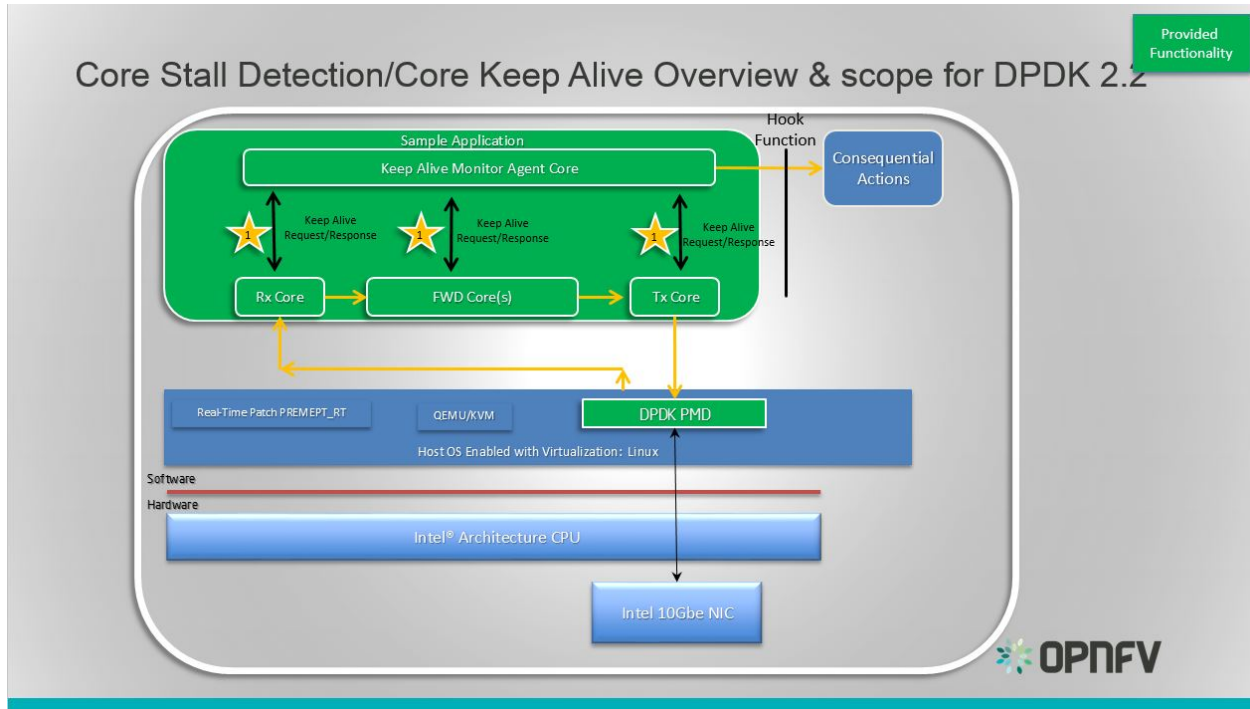 Provided
Functionality
Core Stall Detection/Core Keep Alive Overview & scope for DPDK 2.2
Hook
Function
Sample Application
Keep Alive Monitor Agent Core
Consequential
Actions
1
Keep Alive
Request/Response
1
Keep Alive
Request/Response
1
Keep Alive
Request/Response
Rx Core
FWD Core(s)
Tx Core
Real-Time Patch PREMEPT_RT
QEMU/KVM
DPDK PMD
Host OS Enabled with Virtualization: Linux
Software
Hardware
Intel® Architecture CPU
Intel 10Gbe NIC
OPNFV